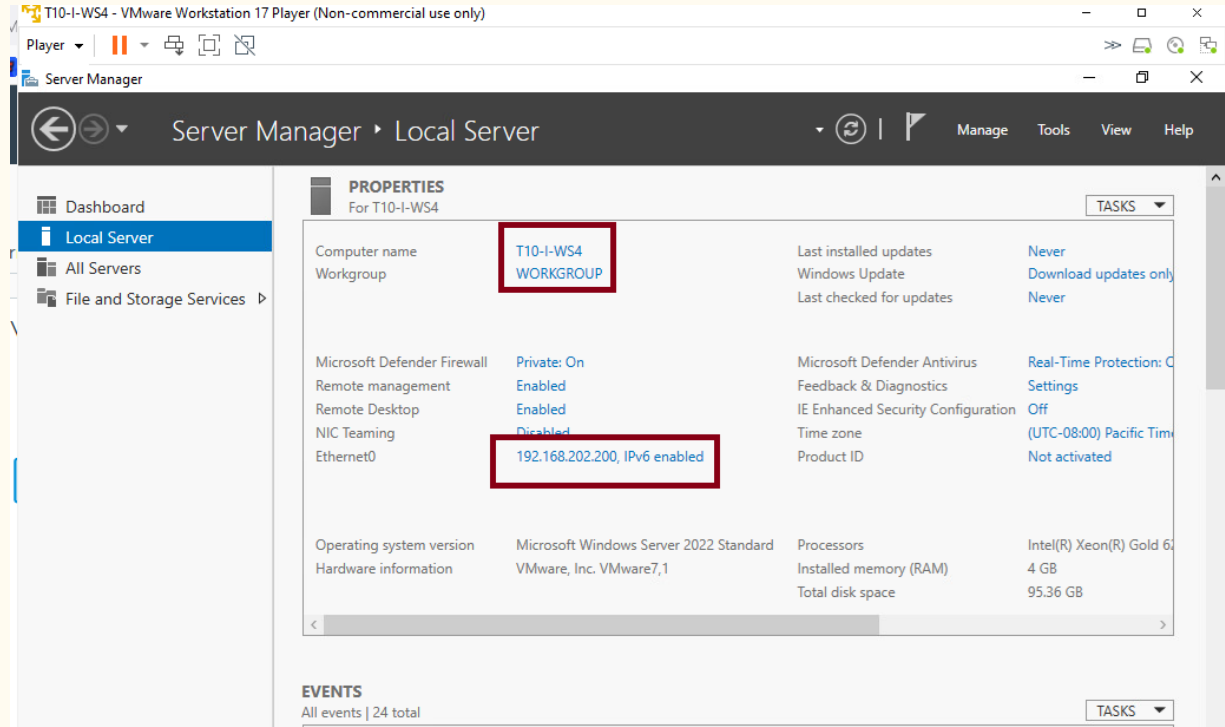 T10-I-WS4 - VMware Workstation 17 Player (Non-commercial use only)
Player
Server Manager
Server Manager ‣ Local Server
Manage Tools View Help
Dashboard
Local Server
All Servers
File and Storage Services
PROPERTIES
For T10-I-WS4
TASKS
Computer name T10-I-WS4 Last installed updates Never
Workgroup WORKGROUP Windows Update Download updates only
Last checked for updates Never
Microsoft Defender Firewall Private: On Microsoft Defender Antivirus Real-Time Protection:
Remote management Enabled Feedback & Diagnostics Settings
Remote Desktop Enabled IE Enhanced Security Configuration Off
NIC Teaming Disabled Time zone (UTC-08:00) Pacific Time
Ethernet0 192.168.202.200, IPv6 enabled Product ID Not activated
Operating system version Microsoft Windows Server 2022 Standard Processors Intel(R) Xeon(R) Gold
Hardware information VMware, Inc. VMware7,1 Installed memory (RAM) 4 GB
Total disk space 95.36 GB
EVENTS
All events | 24 total
TASKS